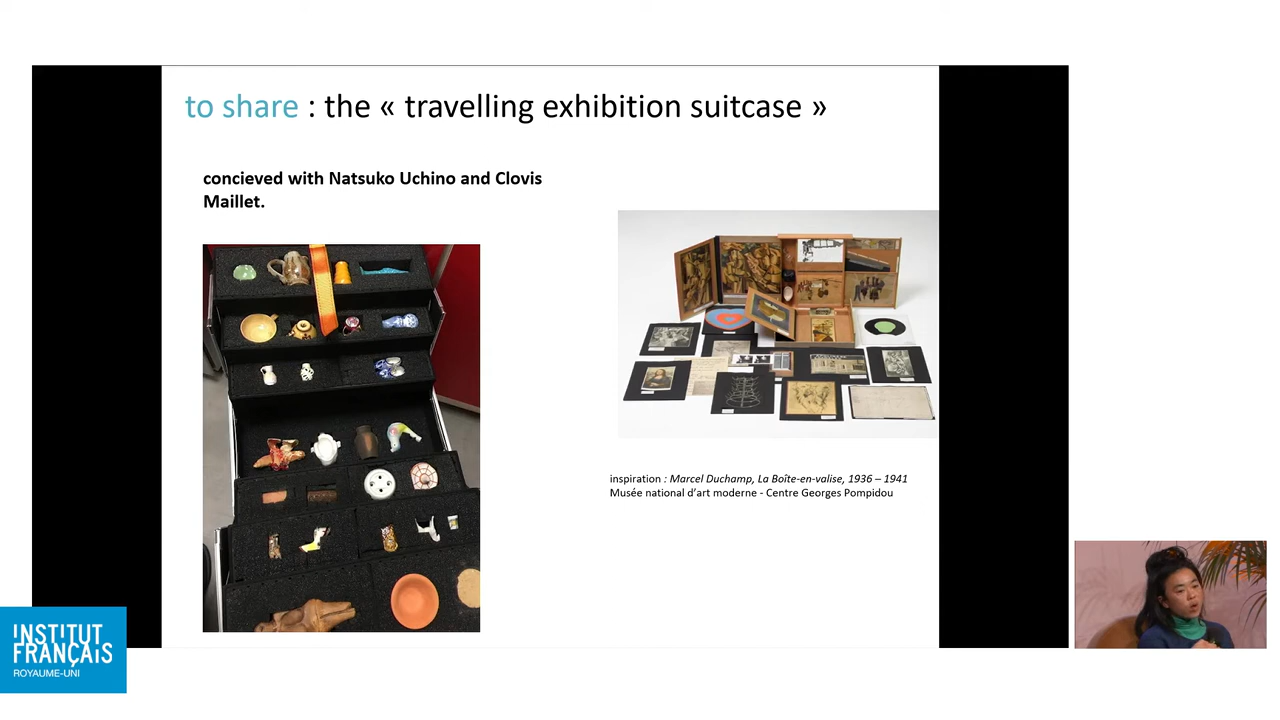 to share : the « travelling exhibition suitcase »
concieved with Natsuko Uchino and Clovis
Maillet.
inspiration : Marcel Duchamp, La Boîte-en-valise, 1936 – 1941
Musée national d’art moderne - Centre Georges Pompidou
INSTITUT
FRANÇAIS
ROYAUME-UNI